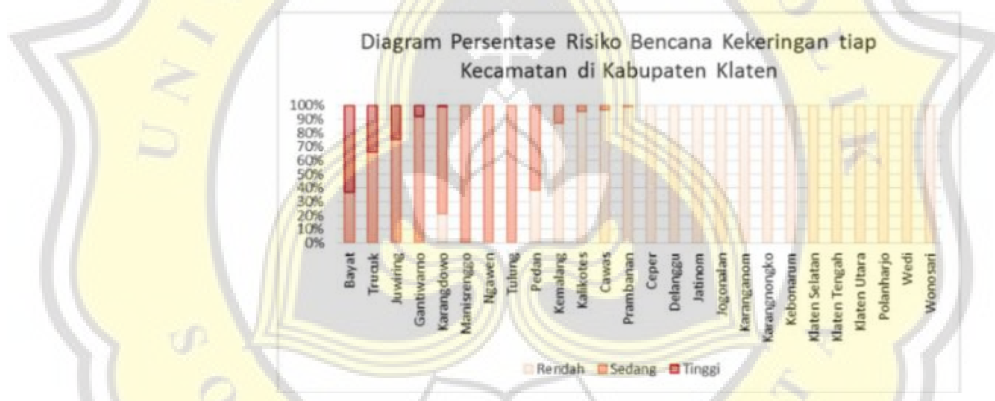 Diagram Persentase Risiko Bencana Kekeringan tiap
Kecamatan di Kabupaten Klaten
100%
90%
80%
70%
60%
50%
40%
30%
20%
10%
0%
Bayat
Trucuk
Juwiring
Gantiwarno
Karangdowo
Manisrenggo
Ngawen
Tulung
Pedan
Kemalang
Kalikotes
Cawas
Prambanan
Ceper
Delanggu
Jatinom
Jogonalan
Karanganom
Karangnongko
Kebonarum
Klaten Selatan
Klaten Tengah
Klaten Utara
Polanharjo
Wedi
Wonosari
Rendah Sedang Tinggi